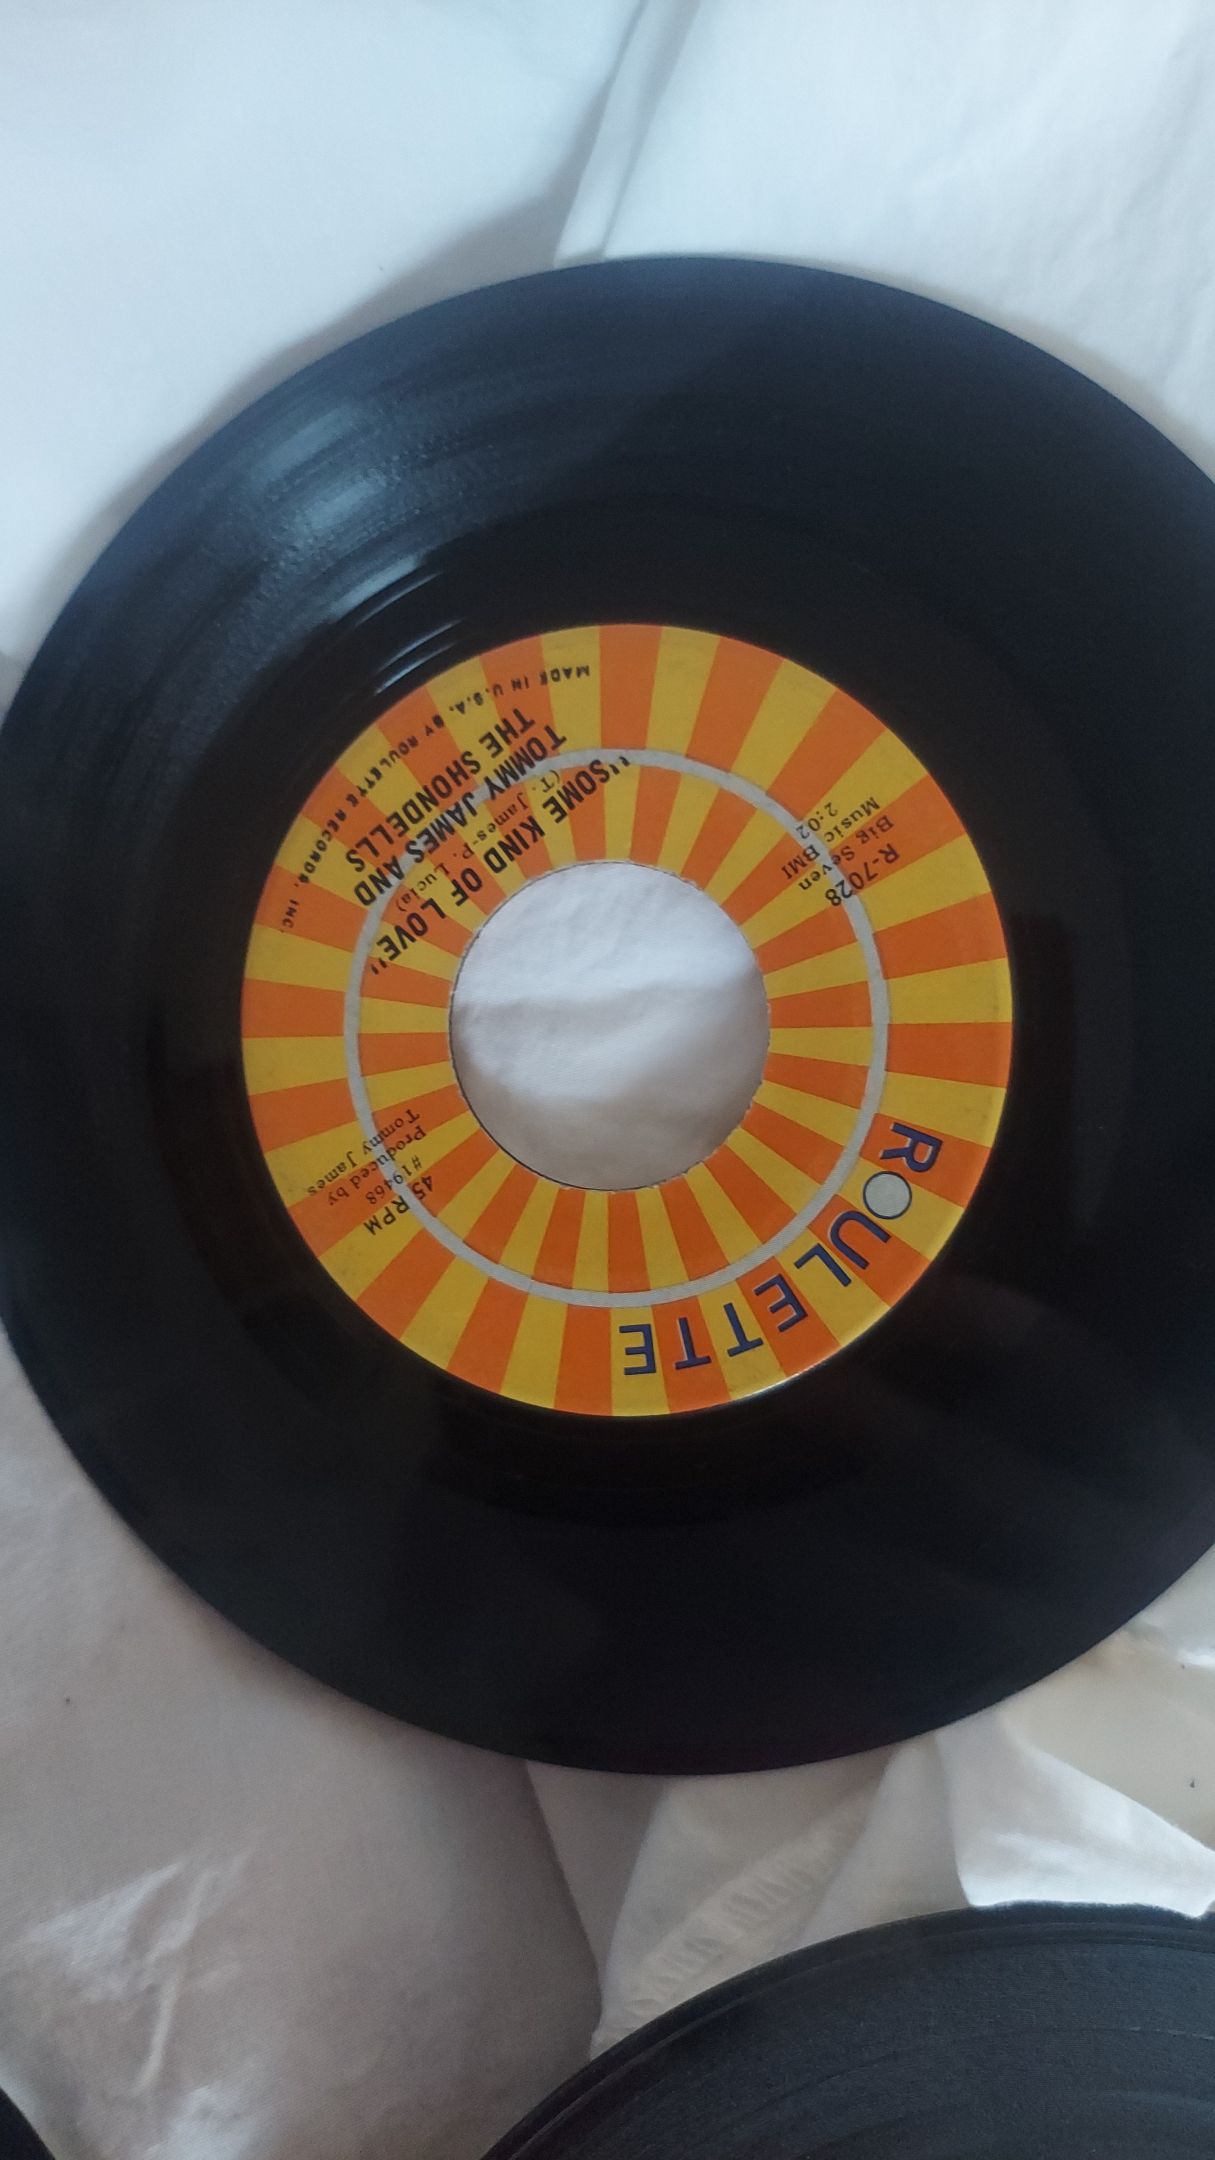 ROULETTE
R-7028
Big Seven
Music BMI
2:02
45 RPM
#19468
Produced by
Tommy James
"SOME KIND OF LOVE"
(T. James-P. Lucia)
TOMMY JAMES AND
THE SHONDELLS
MADE IN U.S.A. BY ROULETTE RECORDS, INC.